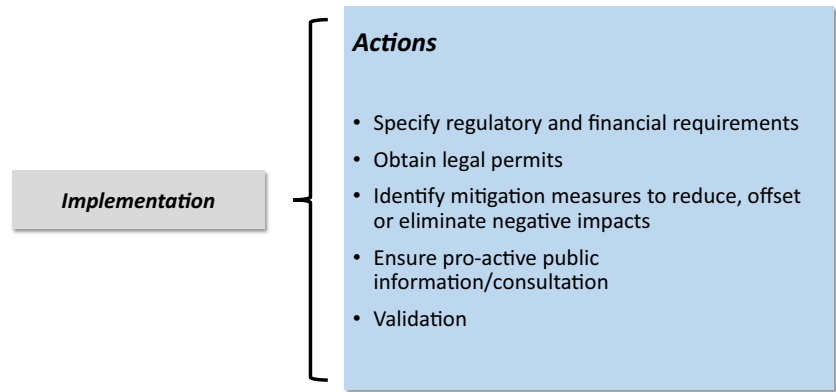 Actions
• Specify regulatory and financial requirements
• Obtain legal permits
Implementation
• Identify mitigation measures to reduce, offset
or eliminate negative impacts
• Ensure pro-active public
information/consultation
• Validation